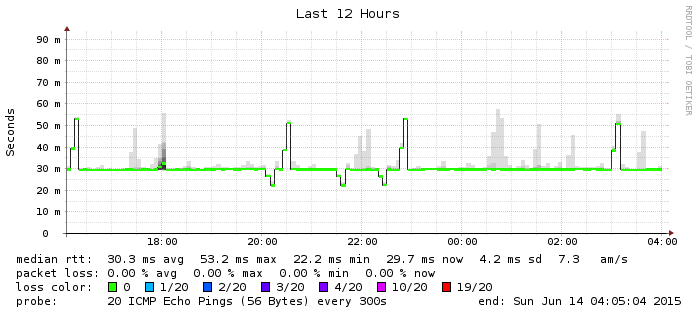 Last 12 Hours
RRDTOOL / TOBI OETIKER
Seconds
90 m
80 m
70 m
60 m
50 m
40 m
30 m
20 m
10 m
0
18:00 20:00 22:00 00:00 02:00 04:00
median rtt: 30.3 ms avg 53.2 ms max 22.2 ms min 29.7 ms now 4.2 ms sd 7.3 am/s
packet loss: 0.00 % avg 0.00 % max 0.00 % min 0.00 % now
loss color: 0 1/20 2/20 3/20 4/20 10/20 19/20
probe: 20 ICMP Echo Pings (56 Bytes) every 300s end: Sun Jun 14 04:05:04 2015